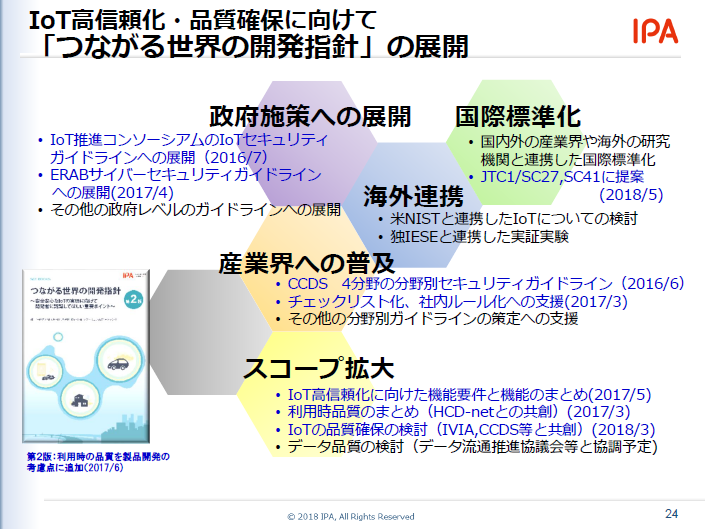 IoT高信頼化・品質確保に向けて
「つながる世界の開発指針」の展開
IPA
政府施策への展開
• IoT推進コンソーシアムのIoTセキュリティ
ガイドラインへの展開（2016/7）
• ERABサイバーセキュリティガイドライン
への展開(2017/4)
• その他の政府レベルのガイドラインへの展開
国際標準化
• 国内外の産業界や海外の研究
機関と連携した国際標準化
• JTC1/SC27,SC41に提案
(2018/5)
海外連携
• 米NISTと連携したIoTについての検討
• 独IESEと連携した実証実験
産業界への普及
• CCDS 4分野の分野別セキュリティガイドライン（2016/6）
• チェックリスト化、社内ルール化への支援(2017/3)
• その他の分野別ガイドラインの策定への支援
IPA
つながる世界の開発指針
第2版
スコープ拡大
• IoT高信頼化に向けた機能要件と機能のまとめ(2017/5)
• 利用時品質のまとめ（HCD-netとの共創）(2017/3)
• IoTの品質確保の検討（IVIA,CCDS等と共創）(2018/3)
• データ品質の検討（データ流通推進協議会等と協調予定)
第2版：利用時の品質を製品開発の
考慮点に追加(2017/6)
© 2018 IPA, All Rights Reserved
24